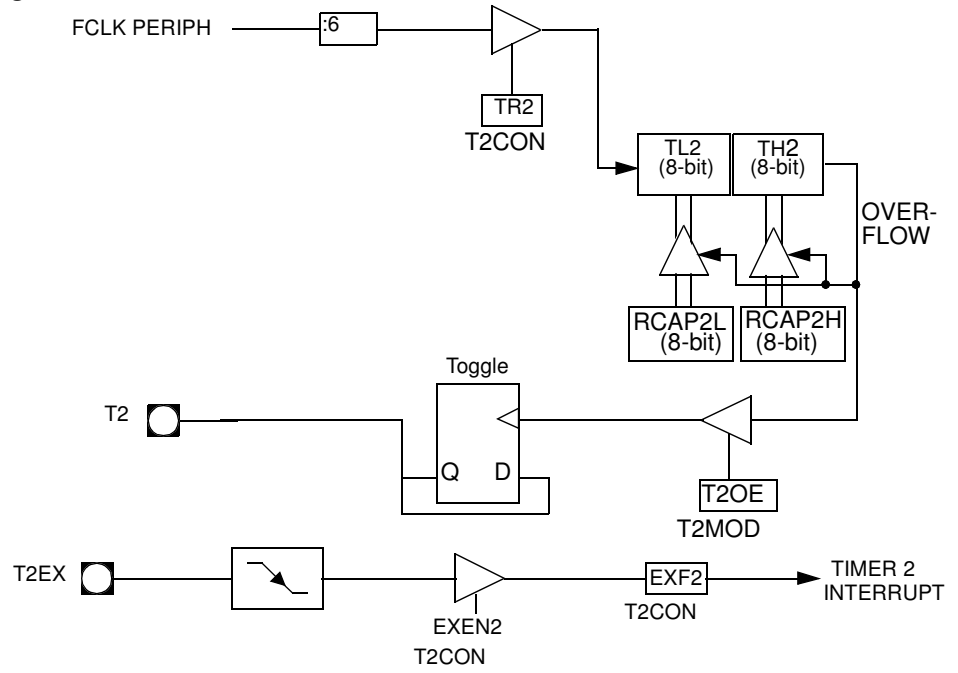 FCLK PERIPH
:6
TR2
T2CON
TL2
(8-bit)
TH2
(8-bit)
OVER-
FLOW
RCAP2L
(8-bit)
RCAP2H
(8-bit)
Toggle
T2
Q
D
T2OE
T2MOD
T2EX
EXEN2
T2CON
EXF2
T2CON
TIMER 2
INTERRUPT